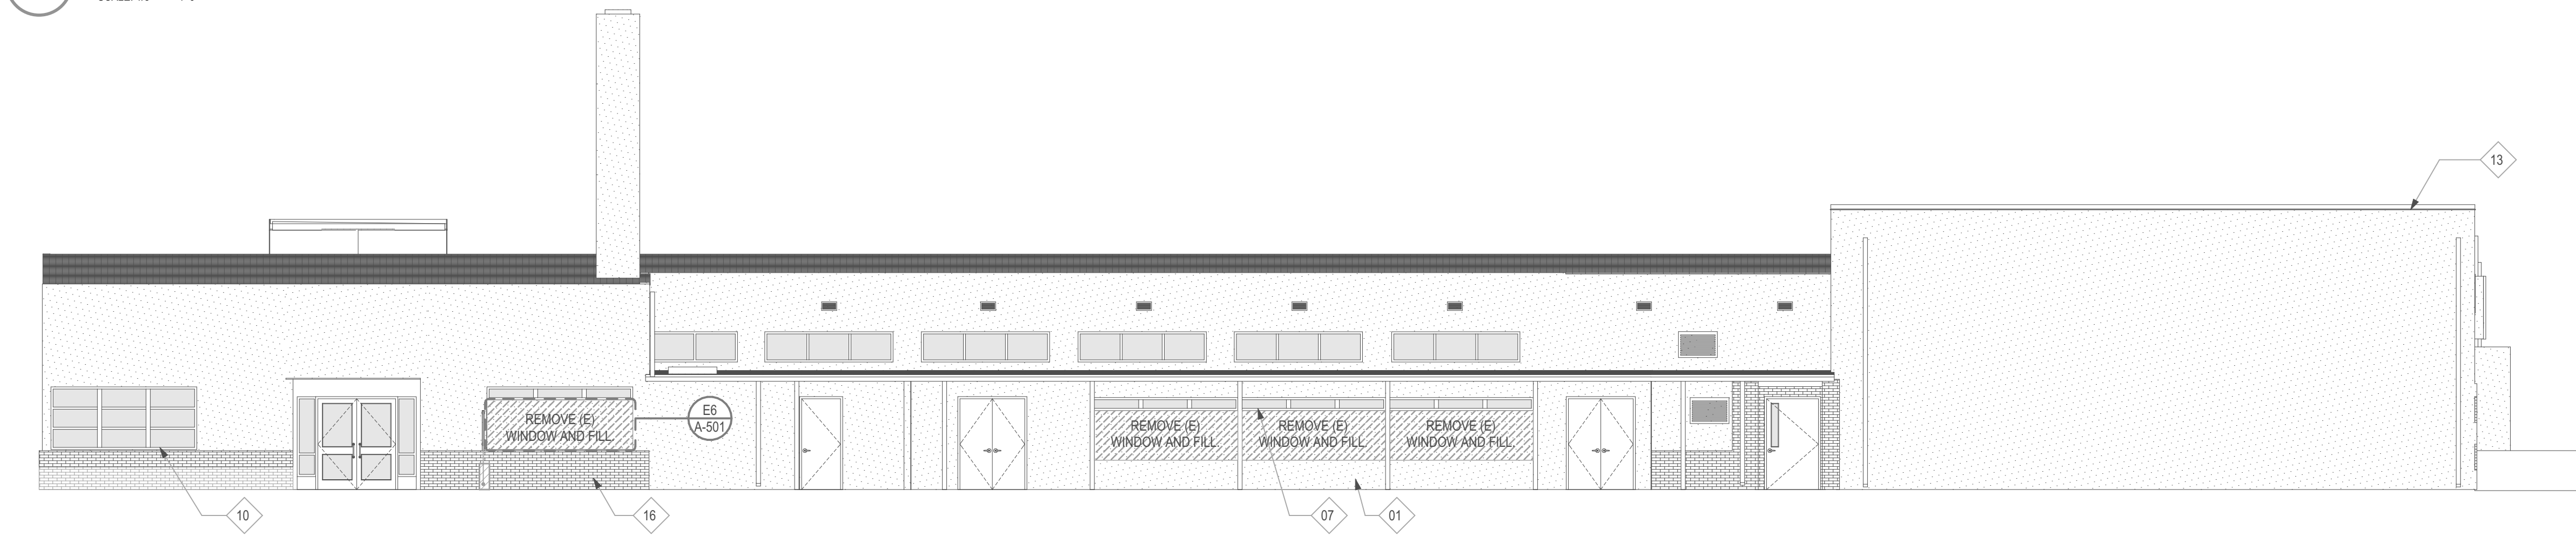 13
E6
A-501
REMOVE (E)
WINDOW AND FILL.
REMOVE (E)
WINDOW AND FILL.
REMOVE (E)
WINDOW AND FILL.
REMOVE (E)
WINDOW AND FILL.
10
16
07
01